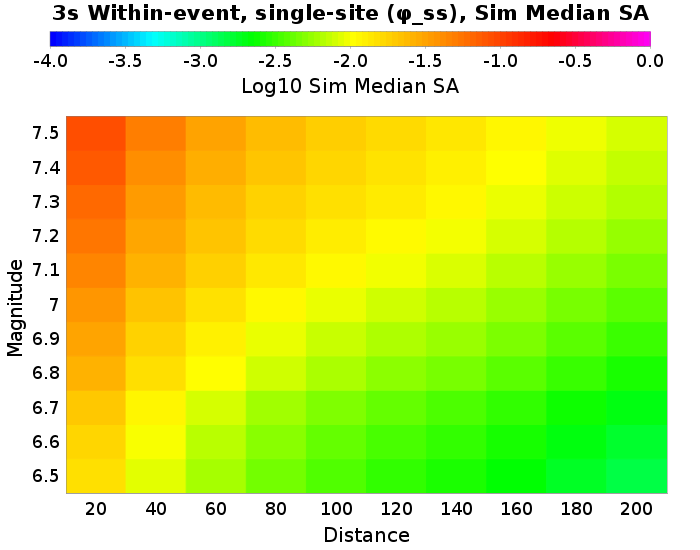 3s Within-event, single-site (φ_ss), Sim Median SA
-4.0 -3.5 -3.0 -2.5 -2.0 -1.5 -1.0 -0.5 0.0
Log10 Sim Median SA
7.5
7.4
7.3
7.2
7.1
7
6.9
6.8
6.7
6.6
6.5
Magnitude
20 40 60 80 100 120 140 160 180 200
Distance